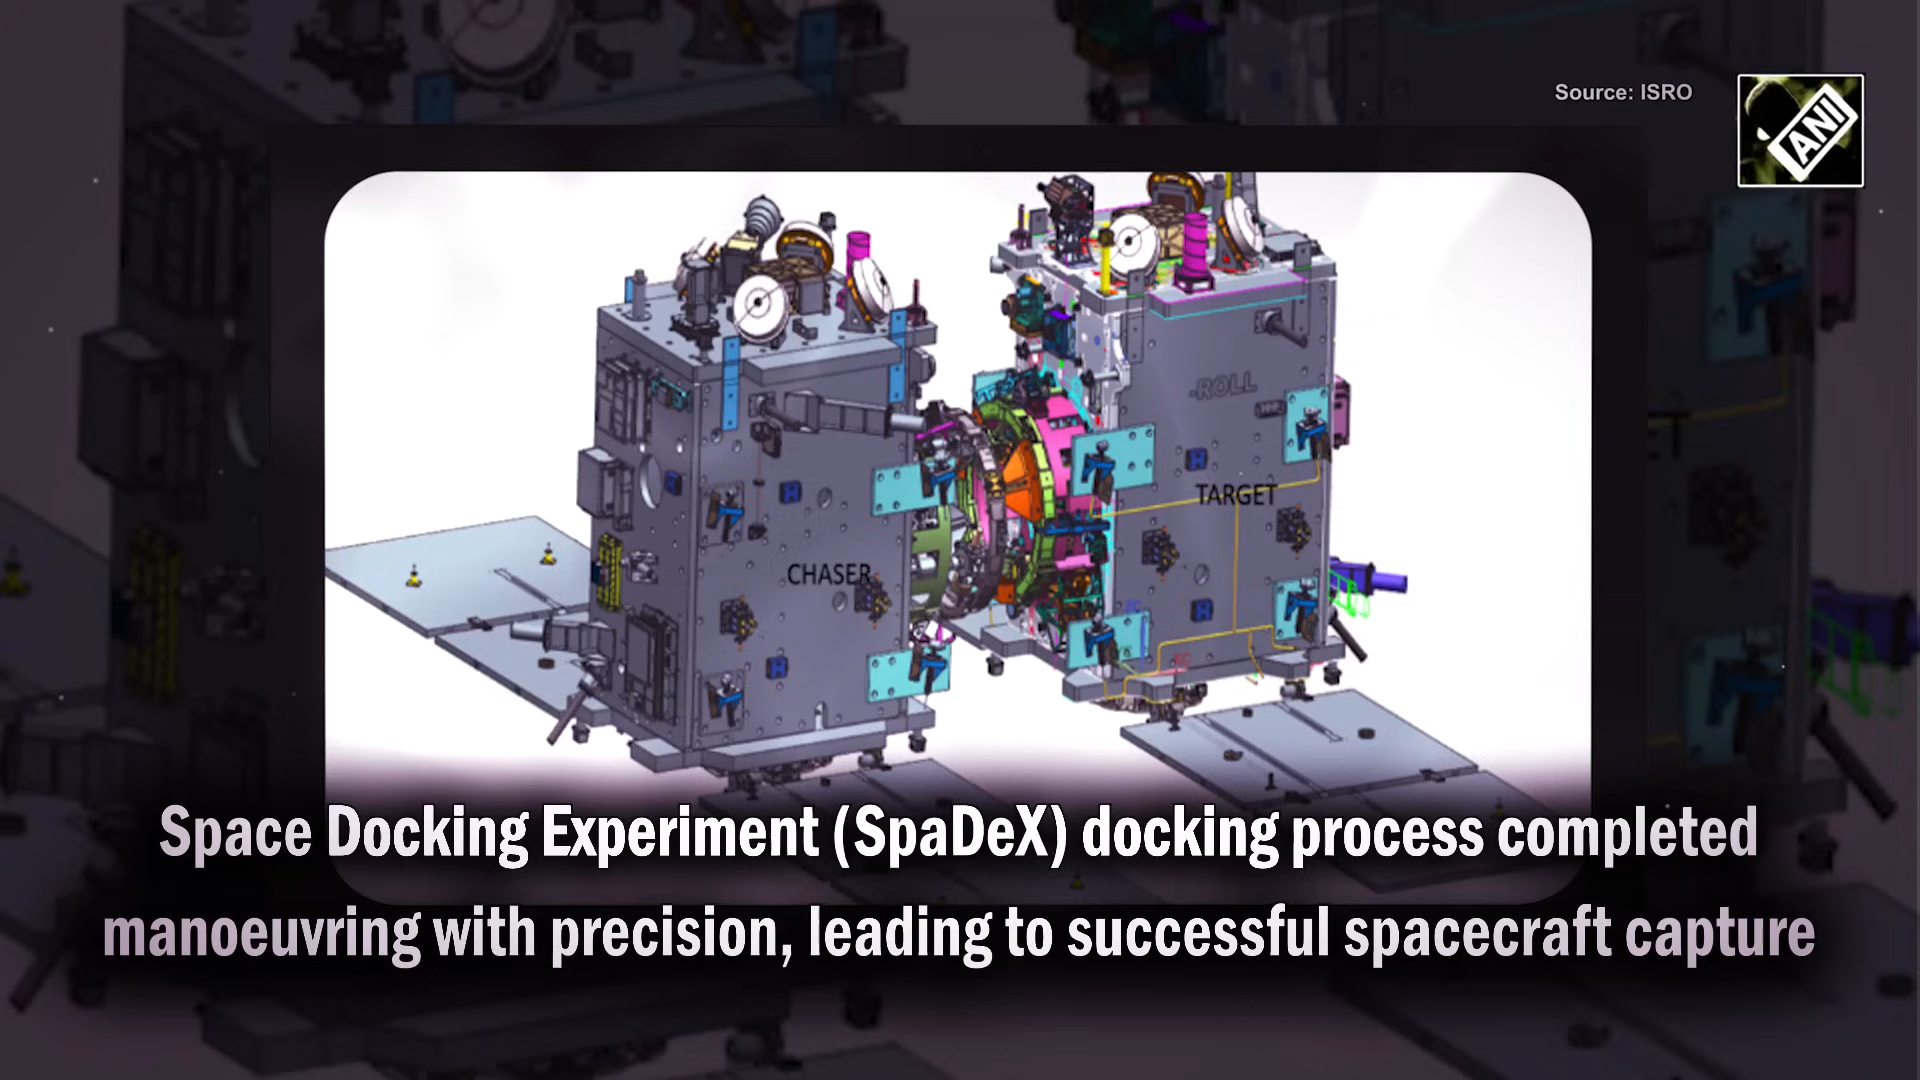 Source: ISRO
ANI
-ROLL
TARGET
CHASER
Space Docking Experiment (SpaDeX) docking process completed
manoeuvring with precision, leading to successful spacecraft capture